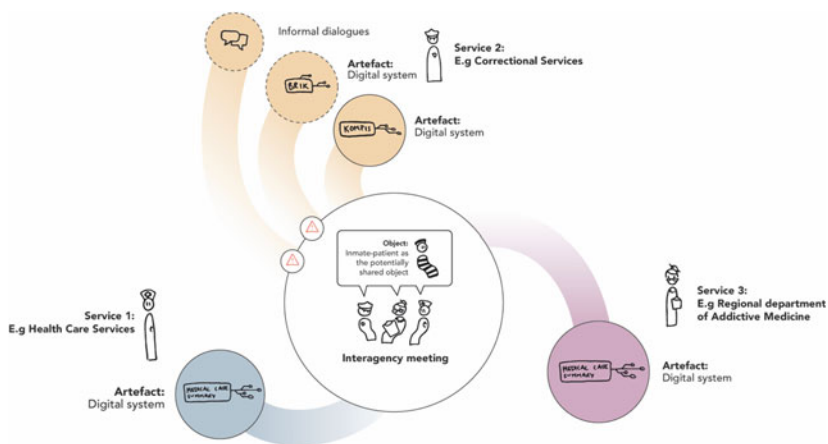 Informal dialogues
BRIK
Artefact:
Digital system
Service 2:
E.g Correctional Services
KOMPIS
Artefact:
Digital system
Object:
Inmate-patient as
the potentially
shared object
Interagency meeting
Service 1:
E.g Health Care Services
MEDICAL CARE
SUMMARY
Artefact:
Digital system
Service 3:
E.g Regional department
of Addictive Medicine
MEDICAL CARE
SUMMARY
Artefact:
Digital system